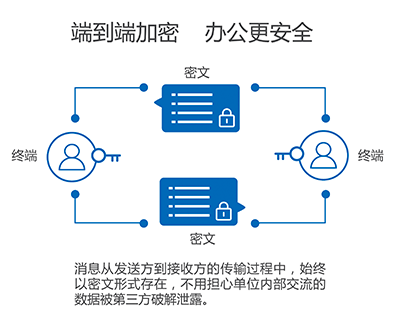 端到端加密 办公更安全
密文
终端
终端
密文
消息从发送方到接收方的传输过程中，始终
以密文形式存在，不用担心单位内部交流的
数据被第三方破解泄露。